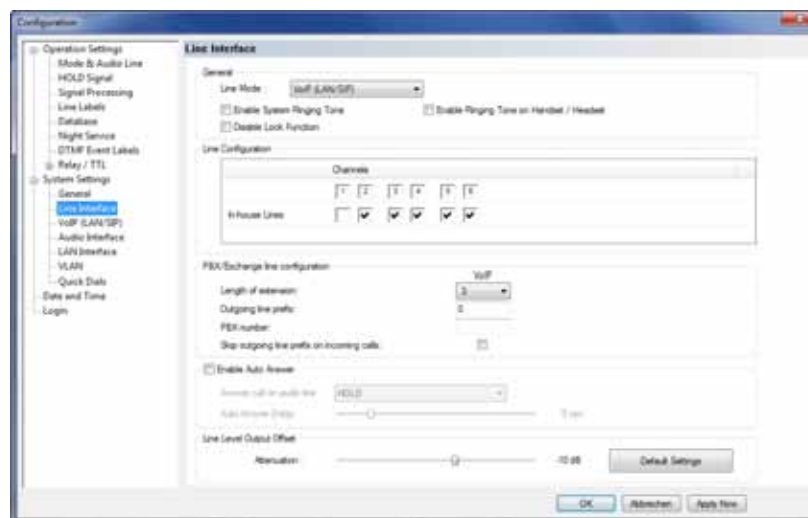 Configuration
Operation Settings
Mode & Audio Line
HOLD Signal
Signal Processing
Line Labels
Database
Night Service
DTMF Event Labels
Relay / TTL
System Settings
General
Line Interface
VoIP (LAN/SIP)
Audio Interface
LAN Interface
VLAN
Quick Dials
Date and Time
Login
Line Interface
General
Line Mode: VoIP (LAN/SIP)
Enable System Ringing Tone Enable Ringing Tone on Handset / Headset
Disable Lock Function
Line Configuration
Channels
1 2 3 4 5 6
In-house Lines
PBX/Exchange line configuration
VoIP
Length of extension: 3
Outgoing line prefix: 0
PBX number:
Skip outgoing line prefix on incoming calls:
Enable Auto Answer
Answer call on audio line HOLD
Auto Answer Delay sec
Line Level Output Offset
Attenuation: -10 dB Default Settings
OK Abbrechen Apply Now